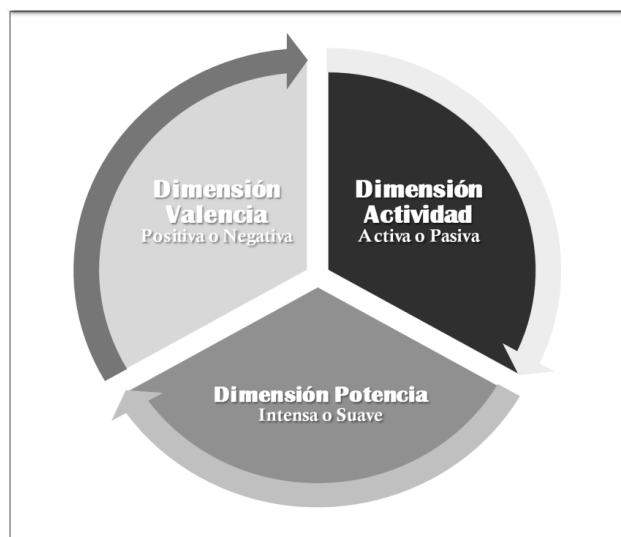 Dimensión
Valencia
Positiva o Negativa
Dimensión
Actividad
Activa o Pasiva
Dimensión Potencia
Intensa o Suave